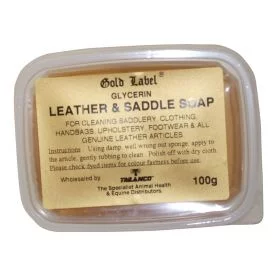 Gold Label®
GLYCERIN
LEATHER & SADDLE SOAP
FOR CLEANING SADDLERY, CLOTHING,
HANDBAGS, UPHOLSTERY, FOOTWEAR & ALL
GENUINE LEATHER ARTICLES
Instructions: Using damp, well wrung out sponge, apply to
the article, gently rubbing to clean. Polish off with dry cloth.
Please check dyed items for colour fastness before use.
Wholesaled by
TRILANCO
The Specialist Animal Health
& Equine Distributors.
100g